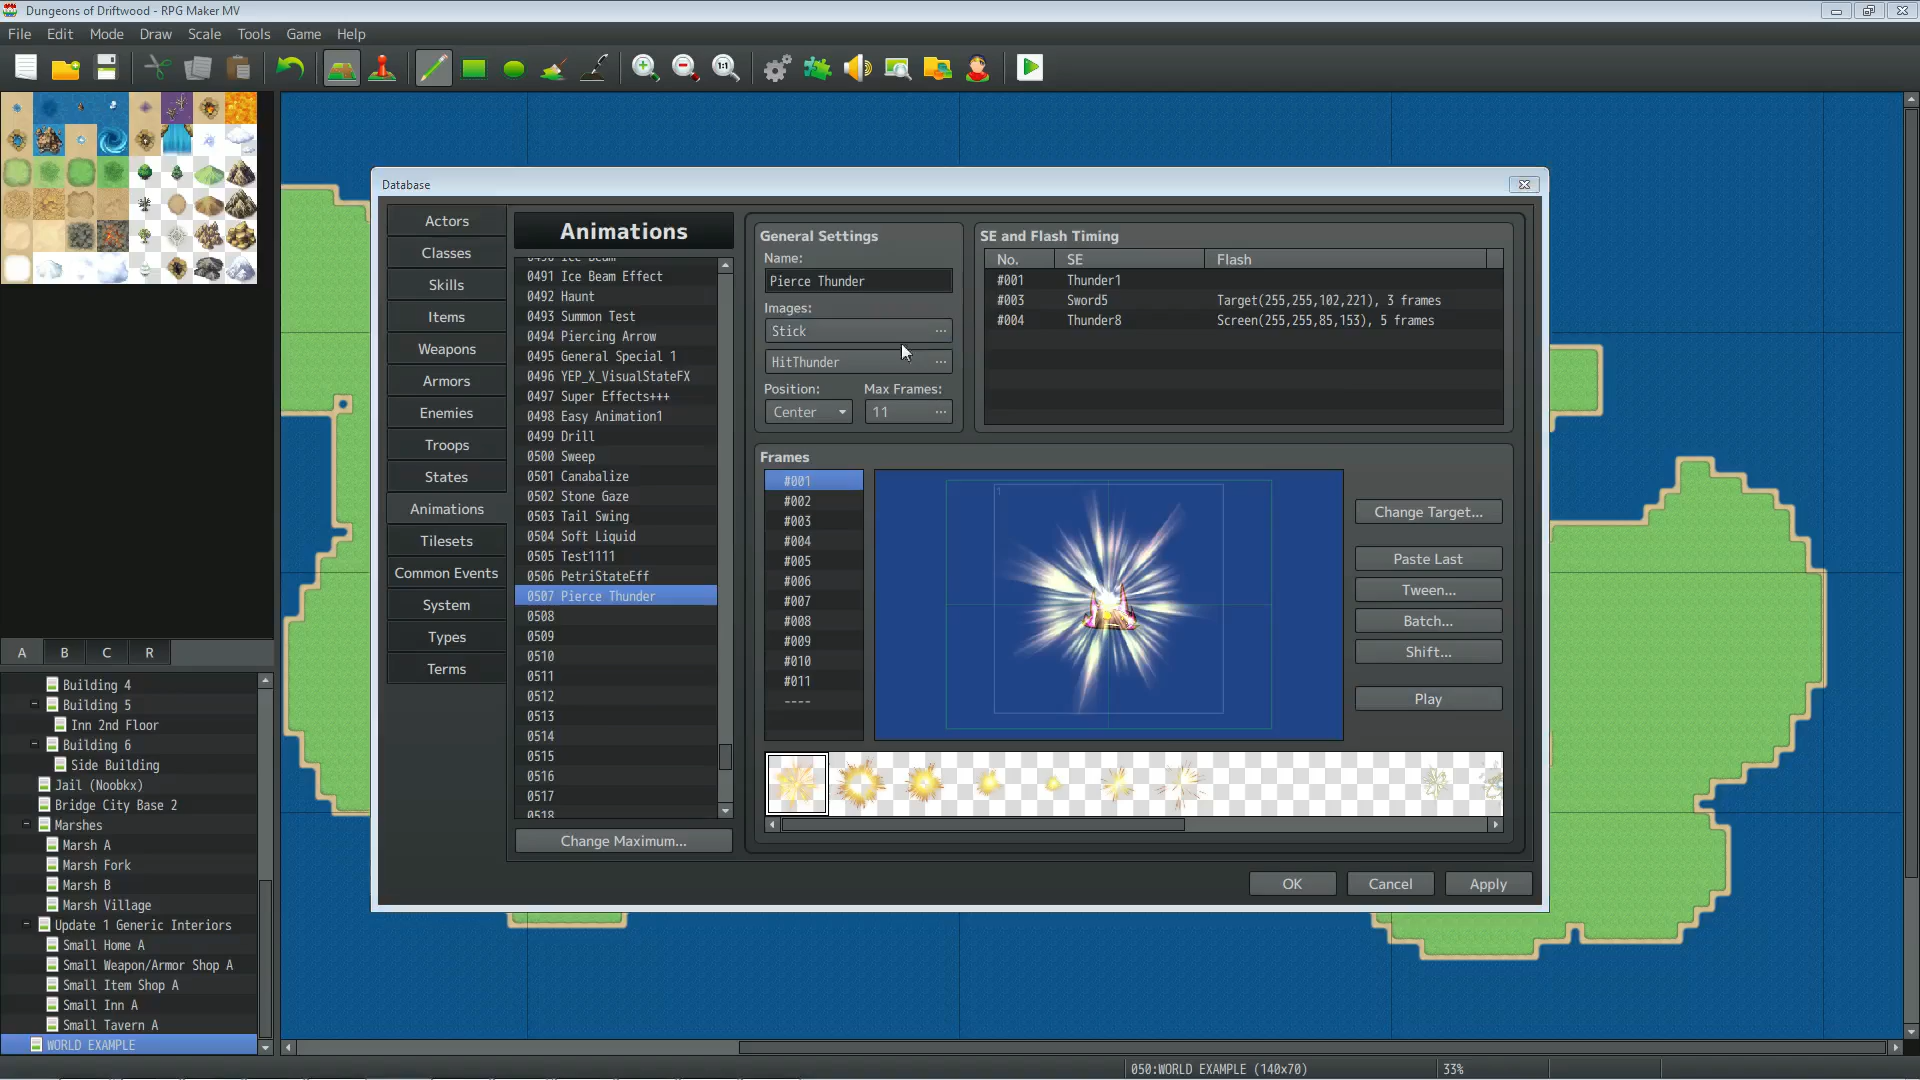 Dungeons of Driftwood - RPG Maker MV
File Edit Mode Draw Scale Tools Game Help
1:1
A B C R
Building 4
Building 5
Inn 2nd Floor
Building 6
Side Building
Jail (Noobkx)
Bridge City Base 2
Marshes
Marsh A
Marsh Fork
Marsh B
Marsh Village
Update 1 Generic Interiors
Small Home A
Small Weapon/Armor Shop A
Small Item Shop A
Small Inn A
Small Tavern A
WORLD EXAMPLE
Database
Actors
Classes
Skills
Items
Weapons
Armors
Enemies
Troops
States
Animations
Tilesets
Common Events
System
Types
Terms
Animations
0490 Ice Beam
0491 Ice Beam Effect
0492 Haunt
0493 Summon Test
0494 Piercing Arrow
0495 General Special 1
0496 YEP_X_VisualStateFX
0497 Super Effects+++
0498 Easy Animation1
0499 Drill
0500 Sweep
0501 Canabalize
0502 Stone Gaze
0503 Tail Swing
0504 Soft Liquid
0505 Test1111
0506 PetriStateEff
0507 Pierce Thunder
0508
0509
0510
0511
0512
0513
0514
0515
0516
0517
0518
Change Maximum...
General Settings
Name:
Pierce Thunder
Images:
Stick ...
HitThunder ...
Position: Max Frames:
Center 11 ...
SE and Flash Timing
No. SE Flash
#001 Thunder1
#003 Sword5 Target(255,255,102,221), 3 frames
#004 Thunder8 Screen(255,255,85,153), 5 frames
Frames
#001
#002
#003
#004
#005
#006
#007
#008
#009
#010
#011
----
1
Change Target...
Paste Last
Tween...
Batch...
Shift...
Play
OK Cancel Apply
050:WORLD EXAMPLE (140×70) 33%